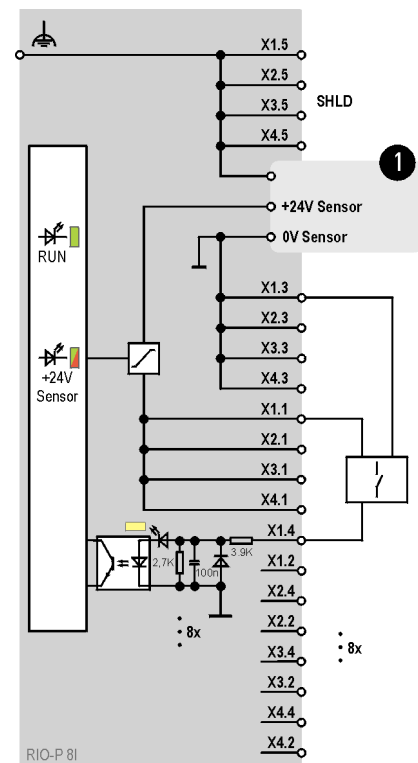 X1.5
X2.5
SHLD
X3.5
X4.5
1
+24V Sensor
0V Sensor
RUN
X1.3
X2.3
X3.3
+24V
Sensor
X4.3
X1.1
X2.1
X3.1
X4.1
X1.4
3.9K
2,7K
100n
X1.2
X2.4
8x
X2.2
8x
X3.4
X3.2
X4.4
X4.2
RIO-P 8I